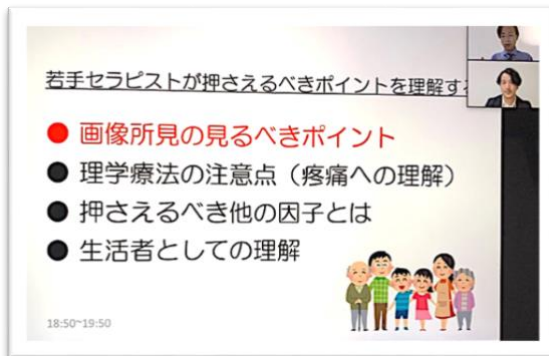 若手セラピストが押さえるべきポイントを理解す
● 画像所見の見るべきポイント
● 理学療法の注意点（疼痛への理解）
● 押さえるべき他の因子とは
● 生活者としての理解
18:50~19:50